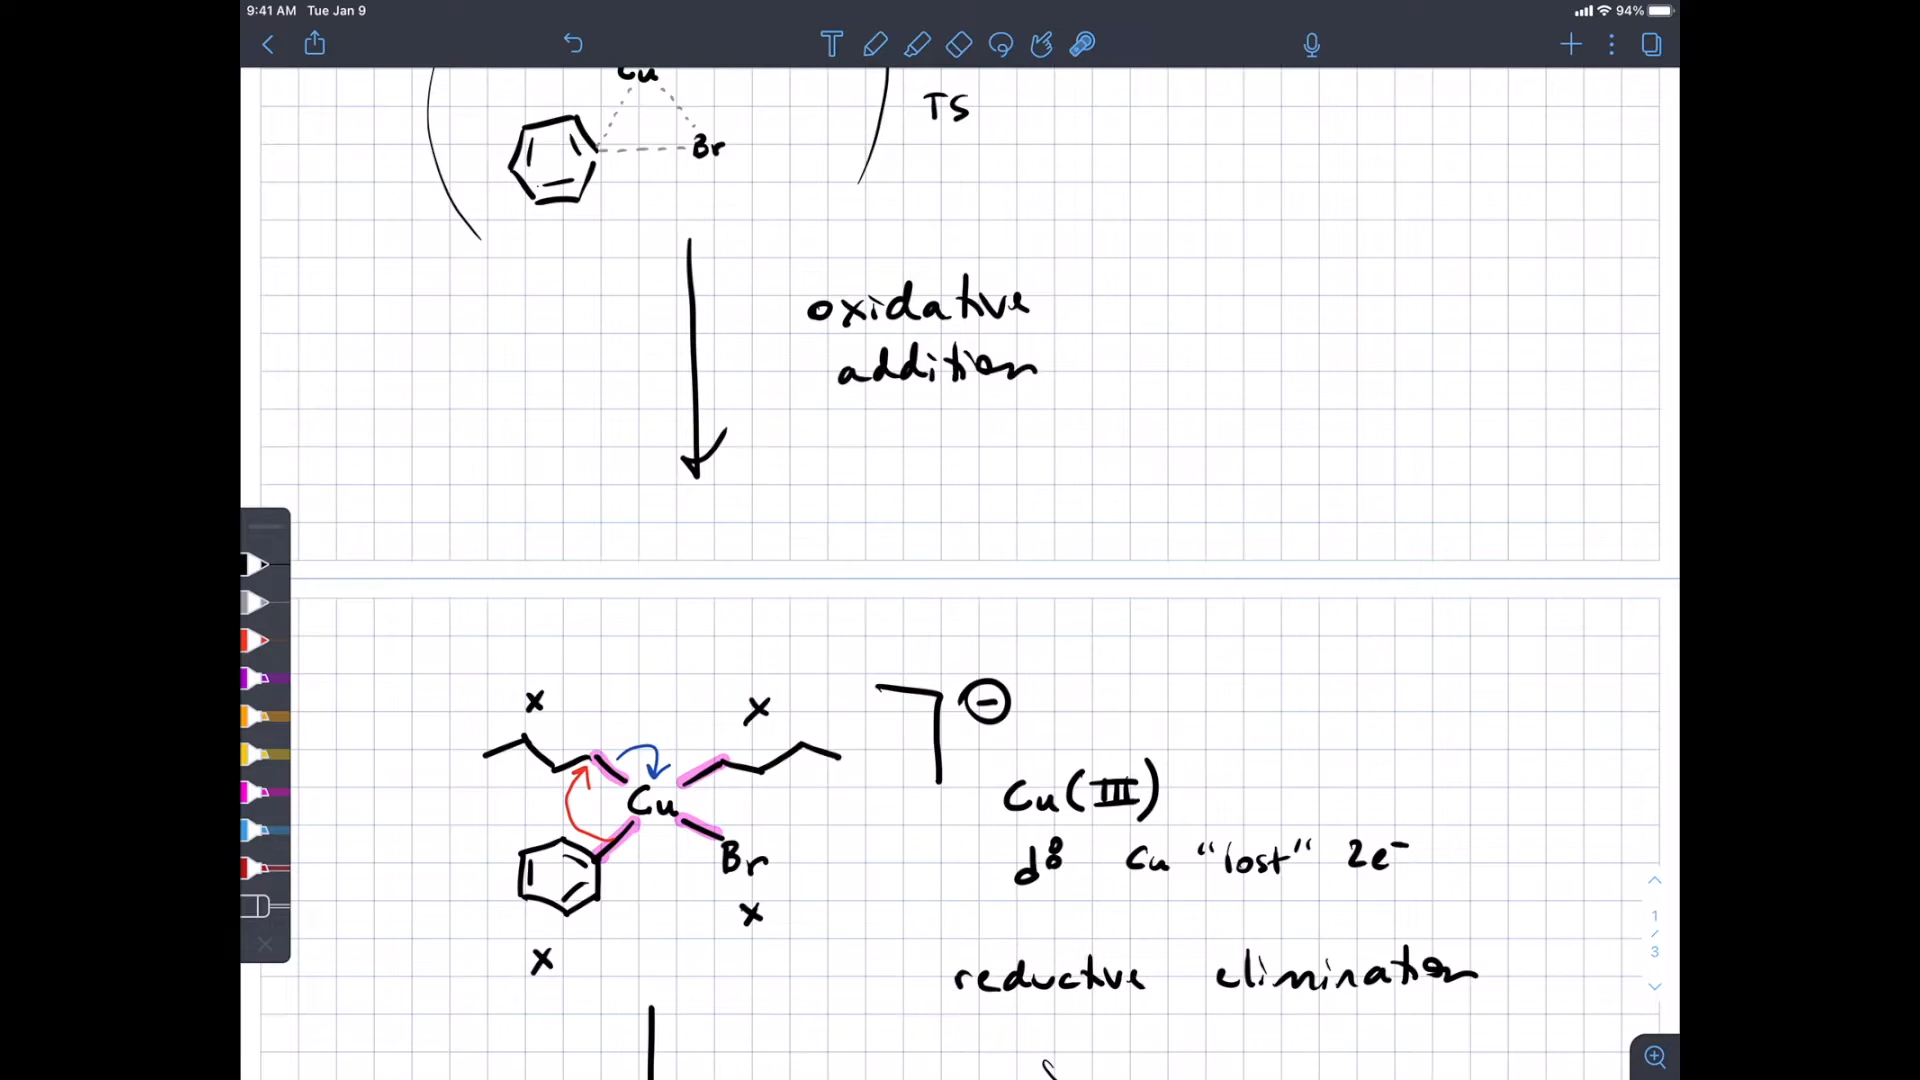 9:41 AM Tue Jan 9
94%
T
Cu
TS
Br
oxidative
addition
x
x
⊖
Cu
Cu(III)
Br
d⁸ Cu "lost" 2e⁻
x
x
reductive elimination
1
/
3